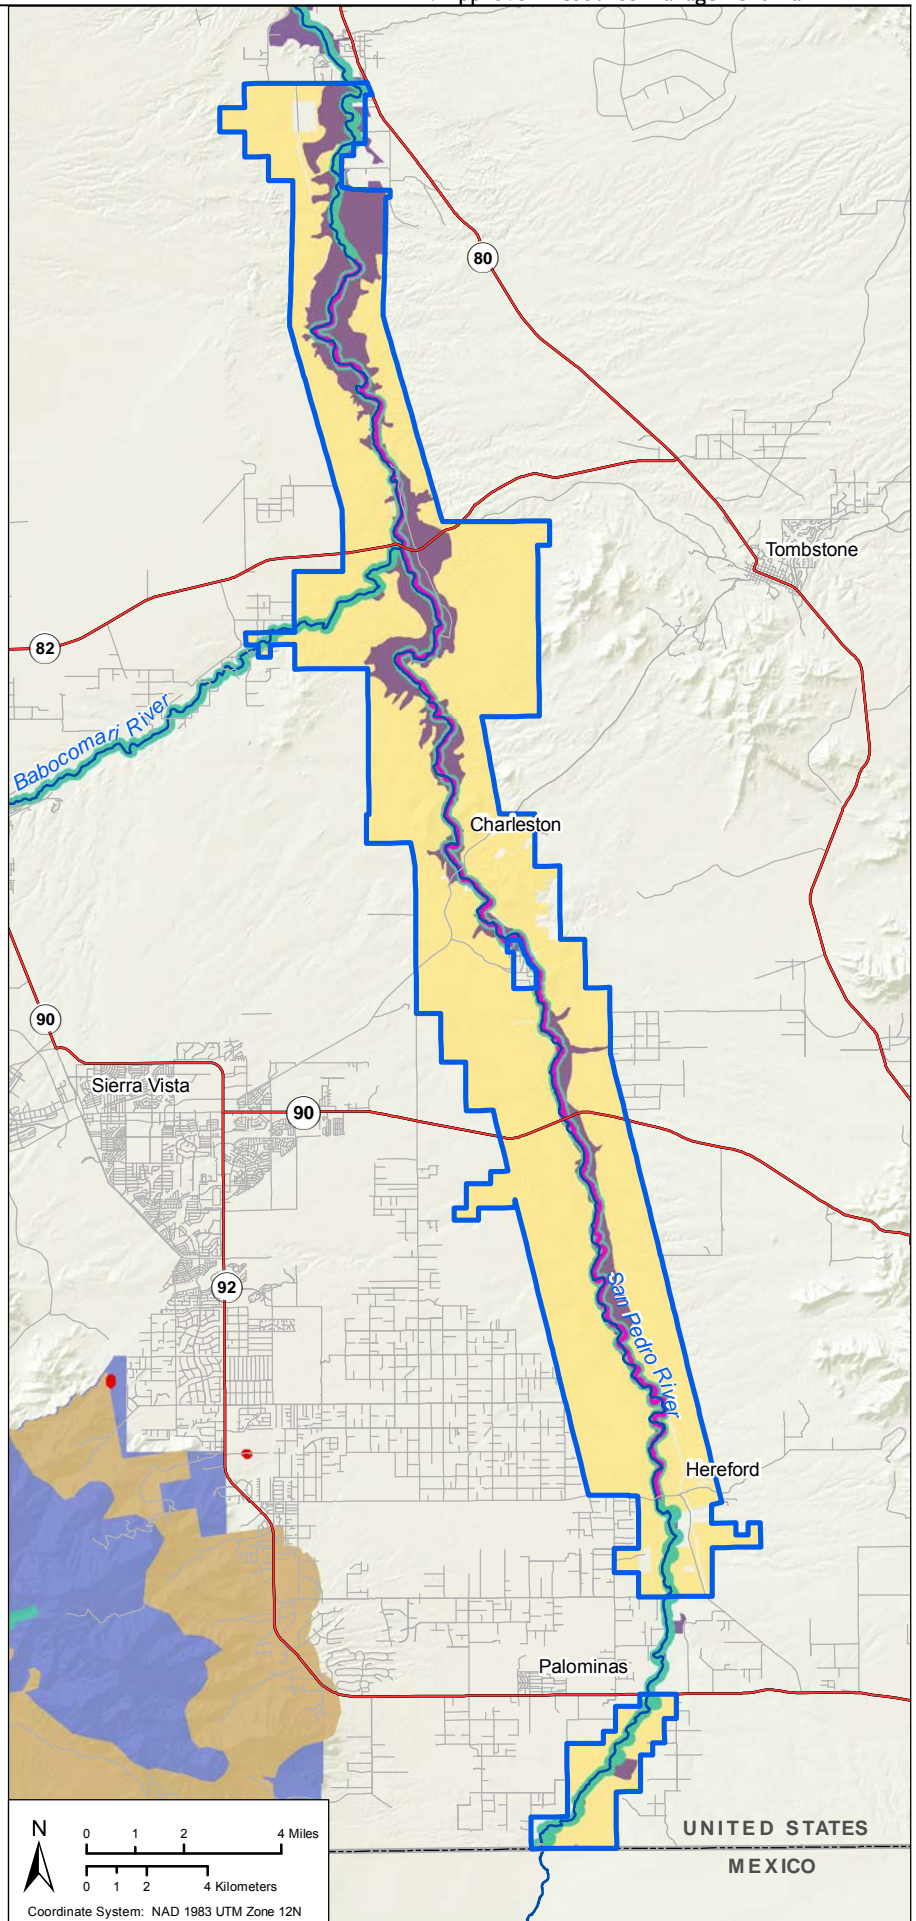 80
Tombstone
82
Babocomari River
Charleston
90
Sierra Vista
90
92
San Pedro River
Hereford
Palominas
UNITED STATES
MEXICO
N
0 1 2 4 Miles
0 1 2 4 Kilometers
Coordinate System: NAD 1983 UTM Zone 12N